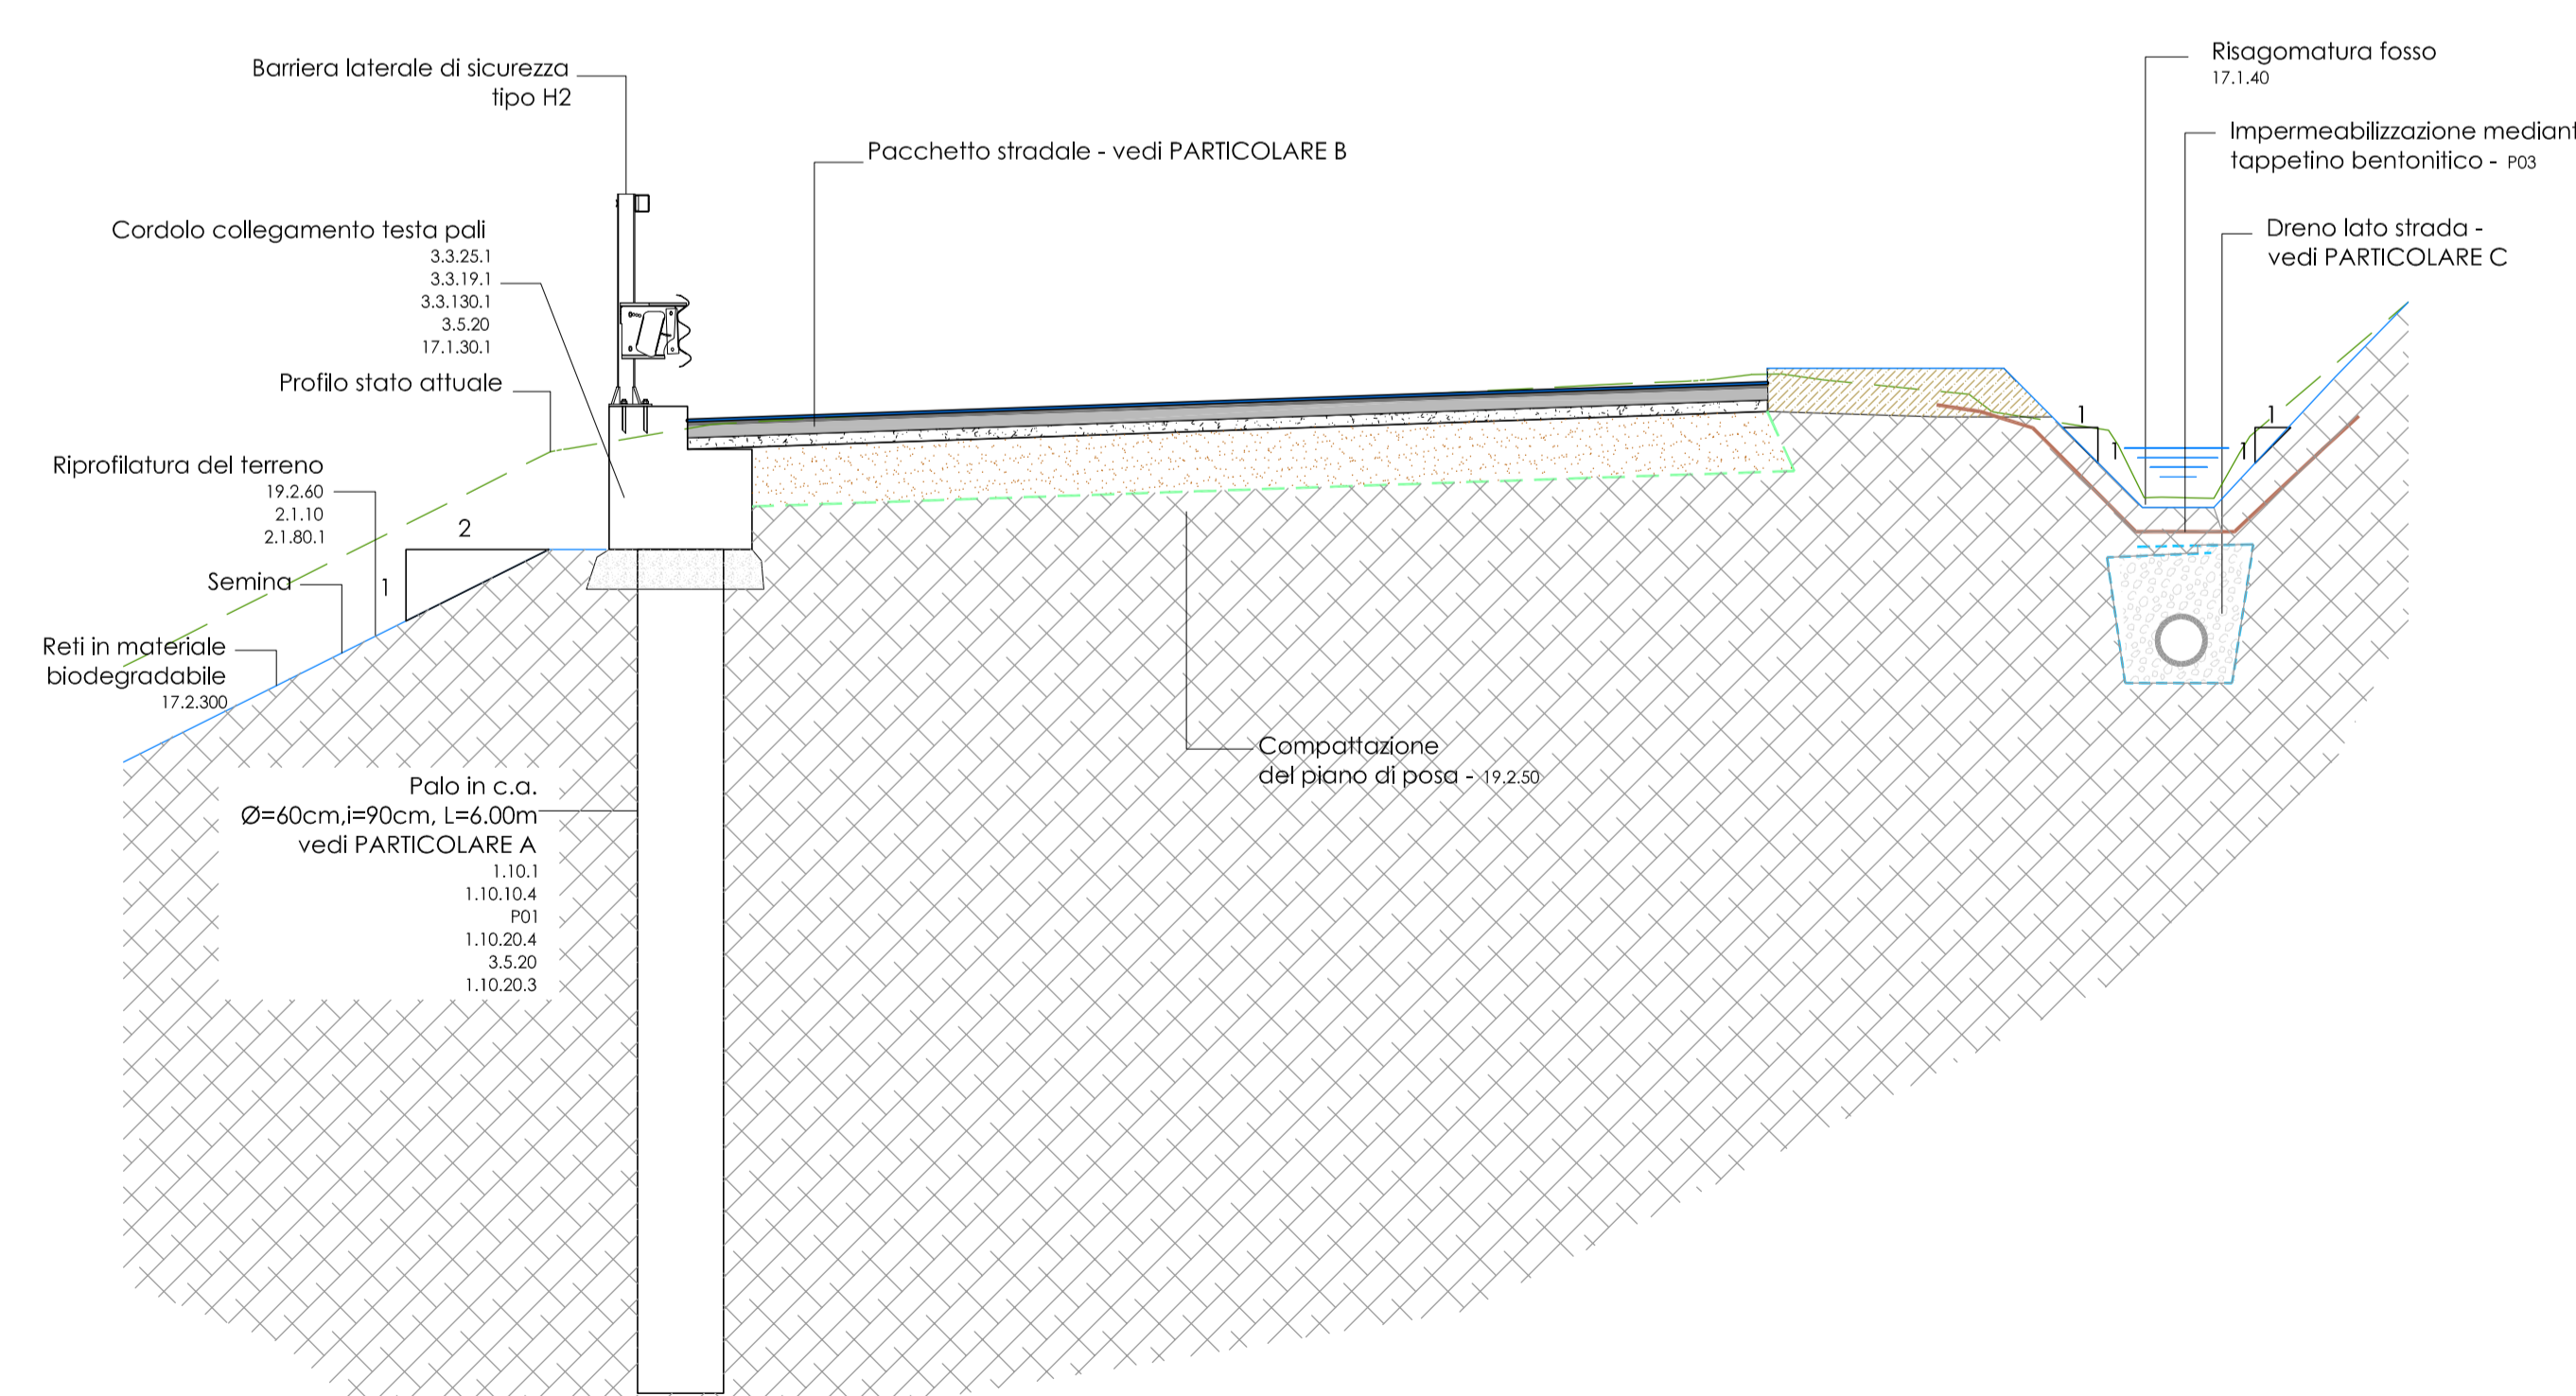 Barriera laterale di sicurezza
tipo H2
Pacchetto stradale - vedi PARTICOLARE B
Cordolo collegamento testa pali
3.3.25.1
3.3.19.1
3.3.130.1
3.5.20
17.1.30.1
Profilo stato attuale
Riprofilatura del terreno
19.2.60
2.1.10
2.1.80.1
2
1
Semina
Reti in materiale
biodegradabile
17.2.300
Palo in c.a.
Ø=60cm,i=90cm, L=6.00m
vedi PARTICOLARE A
1.10.1
1.10.10.4
P01
1.10.20.4
3.5.20
1.10.20.3
Compattazione
del piano di posa - 19.2.50
Risagomatura fosso
17.1.40
Impermeabilizzazione mediant
tappetino bentonitico - P03
Dreno lato strada -
vedi PARTICOLARE C
1
1
1
1